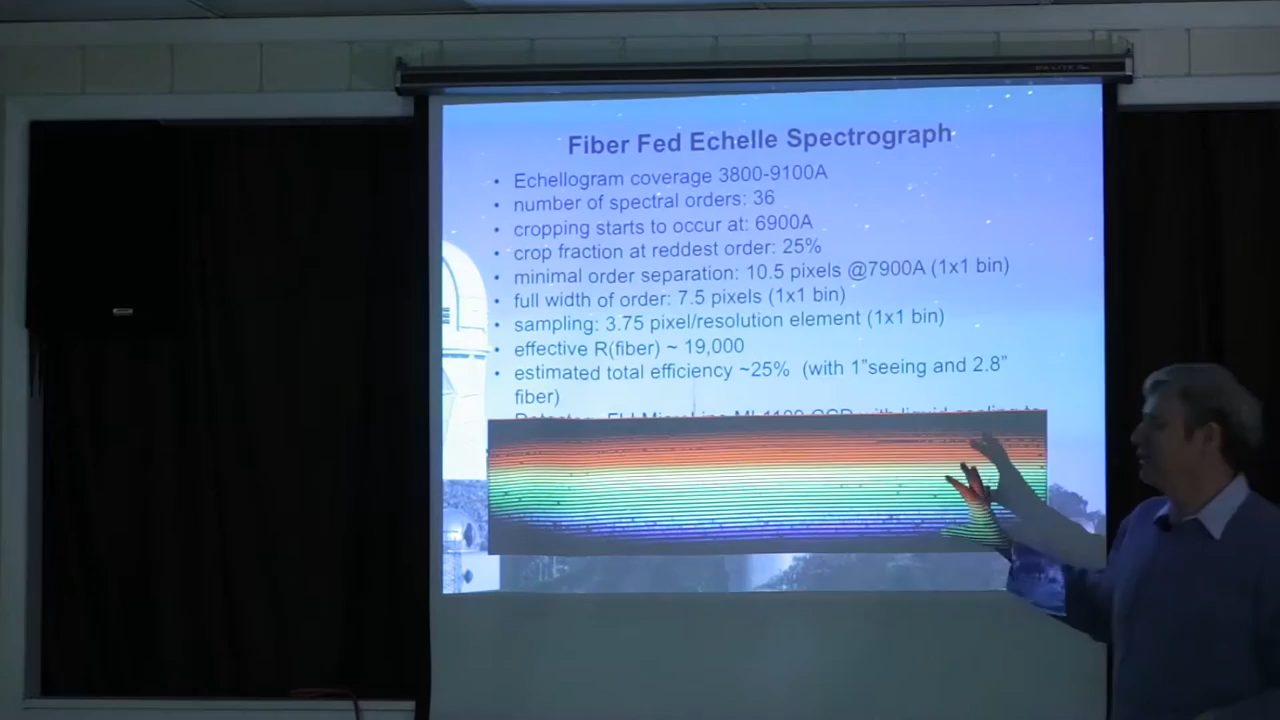 Fiber Fed Echelle Spectrograph
• Echellogram coverage 3800-9100A
• number of spectral orders: 36
• cropping starts to occur at: 6900A
• crop fraction at reddest order: 25%
• minimal order separation: 10.5 pixels @7900A (1x1 bin)
• full width of order: 7.5 pixels (1x1 bin)
• sampling: 3.75 pixel/resolution element (1x1 bin)
• effective R(fiber) ~ 19,000
• estimated total efficiency ~25% (with 1"seeing and 2.8"
fiber)